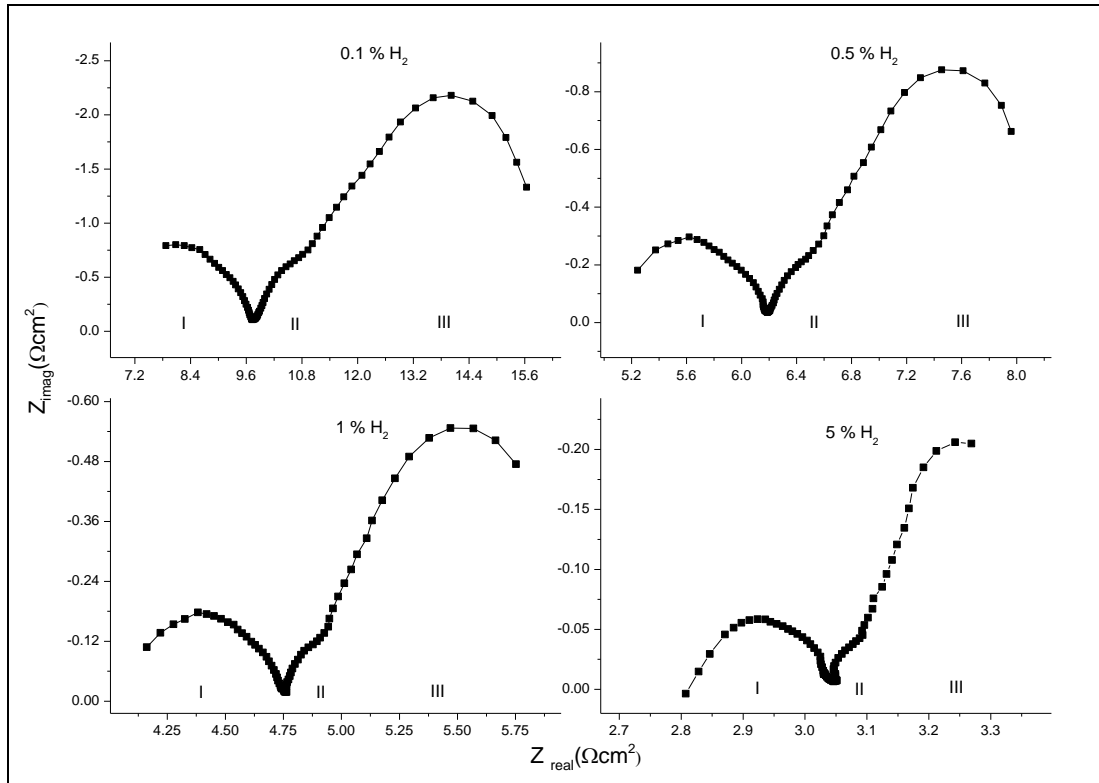 0.1 % H₂
-2.5
-2.0
-1.5
-1.0
-0.5
0.0
I II III
7.2 8.4 9.6 10.8 12.0 13.2 14.4 15.6
0.5 % H₂
-0.8
-0.6
-0.4
-0.2
0.0
I II III
5.2 5.6 6.0 6.4 6.8 7.2 7.6 8.0
Z imag(Ωcm²)
1 % H₂
-0.60
-0.48
-0.36
-0.24
-0.12
0.00
I II III
4.25 4.50 4.75 5.00 5.25 5.50 5.75
5 % H₂
-0.20
-0.15
-0.10
-0.05
0.00
I II III
2.7 2.8 2.9 3.0 3.1 3.2 3.3
Z real(Ωcm²)